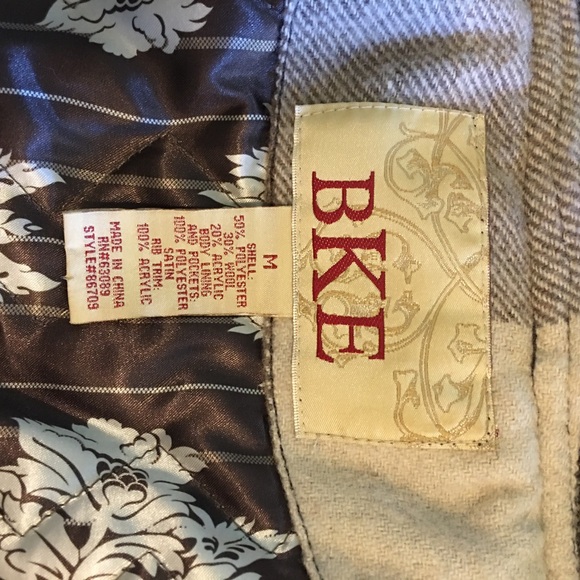 BKE
M
SHELL:
50% POLYESTER
30% WOOL
20% ACRYLIC
BODY LINING
AND POCKETS:
100% POLYESTER
SATIN
RIB TRIM:
100% ACRYLIC
MADE IN CHINA
RN#63089
STYLE#86709